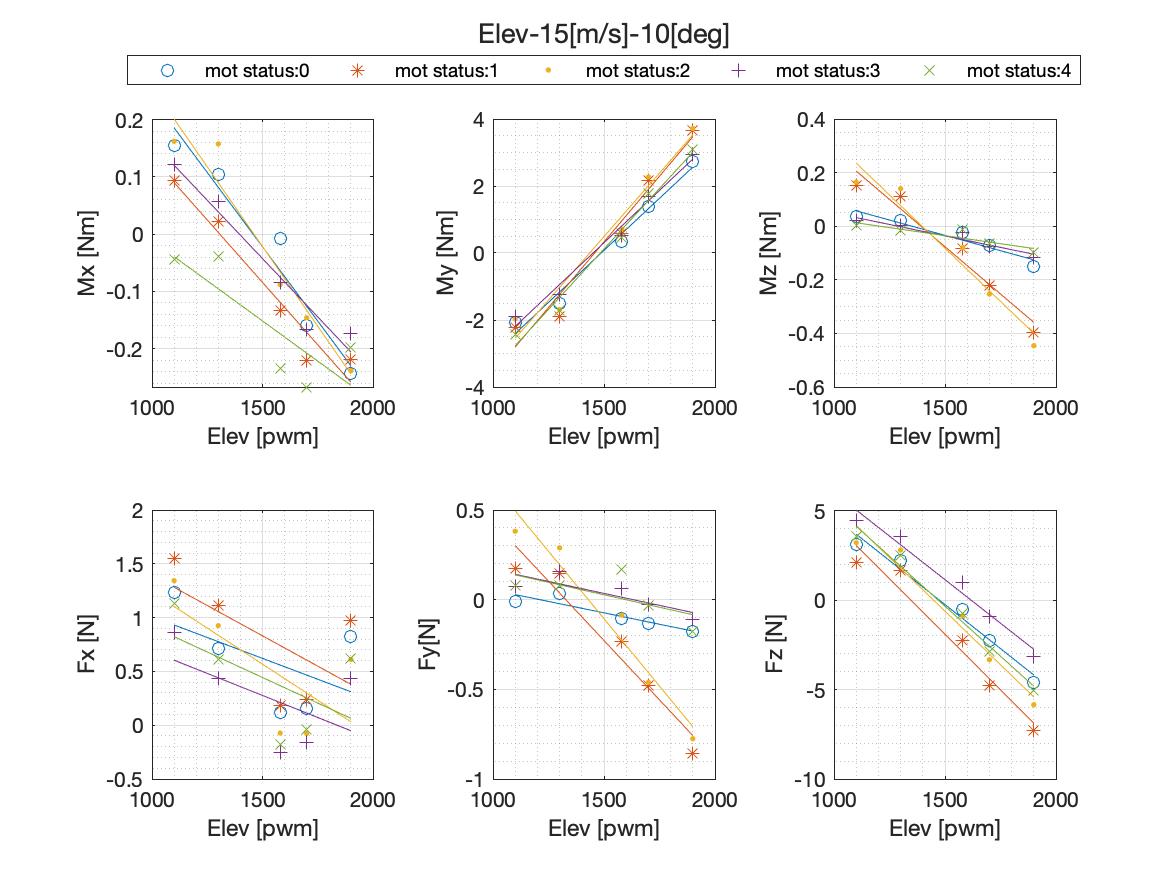 Elev-15[m/s]-10[deg]
mot status:0 mot status:1 mot status:2 mot status:3 mot status:4
0.2
0.1
0
-0.1
-0.2
Mx [Nm]
1000 1500 2000
Elev [pwm]
4
2
0
-2
-4
My [Nm]
1000 1500 2000
Elev [pwm]
0.4
0.2
0
-0.2
-0.4
-0.6
Mz [Nm]
1000 1500 2000
Elev [pwm]
2
1.5
1
0.5
0
-0.5
Fx [N]
1000 1500 2000
Elev [pwm]
0.5
0
-0.5
-1
Fy[N]
1000 1500 2000
Elev [pwm]
5
0
-5
-10
Fz [N]
1000 1500 2000
Elev [pwm]